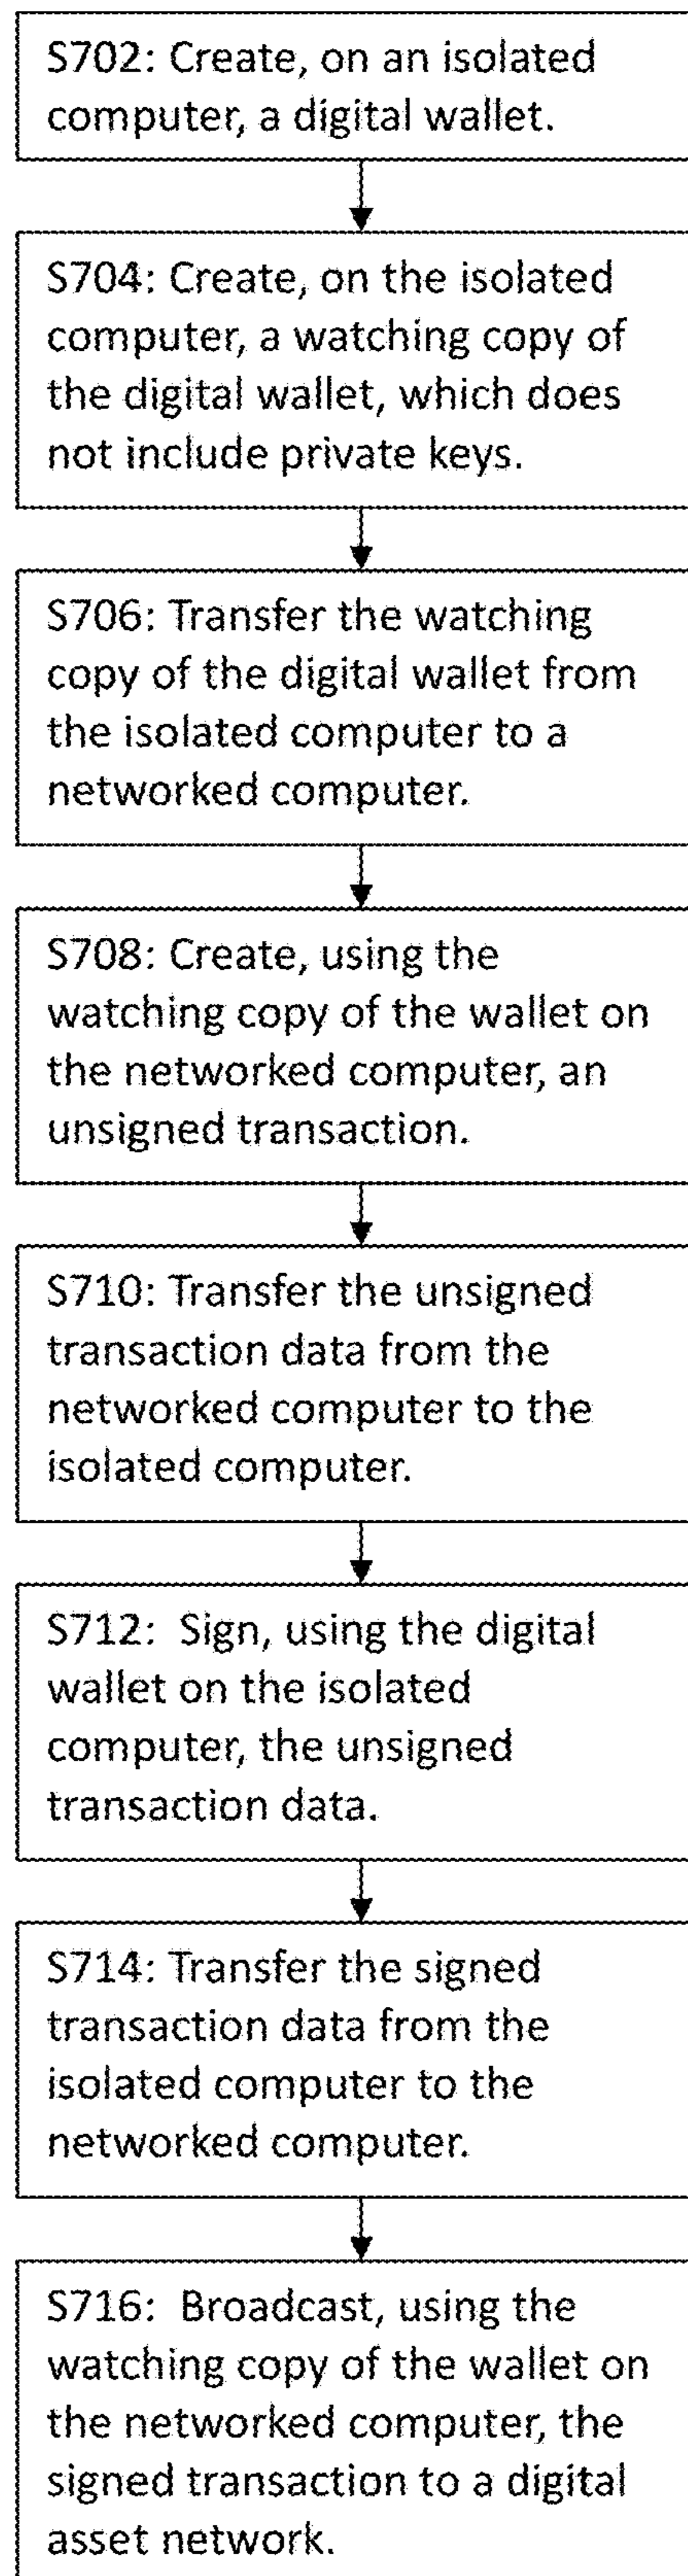 S702: Create, on an isolated
computer, a digital wallet.
S704: Create, on the isolated
computer, a watching copy of
the digital wallet, which does
not include private keys.
S706: Transfer the watching
copy of the digital wallet from
the isolated computer to a
networked computer.
S708: Create, using the
watching copy of the wallet on
the networked computer, an
unsigned transaction.
S710: Transfer the unsigned
transaction data from the
networked computer to the
isolated computer.
S712:  Sign, using the digital
wallet on the isolated
computer, the unsigned
transaction data.
S714: Transfer the signed
transaction data from the
isolated computer to the
networked computer.
S716:  Broadcast, using the
watching copy of the wallet on
the networked computer, the
signed transaction to a digital
asset network.